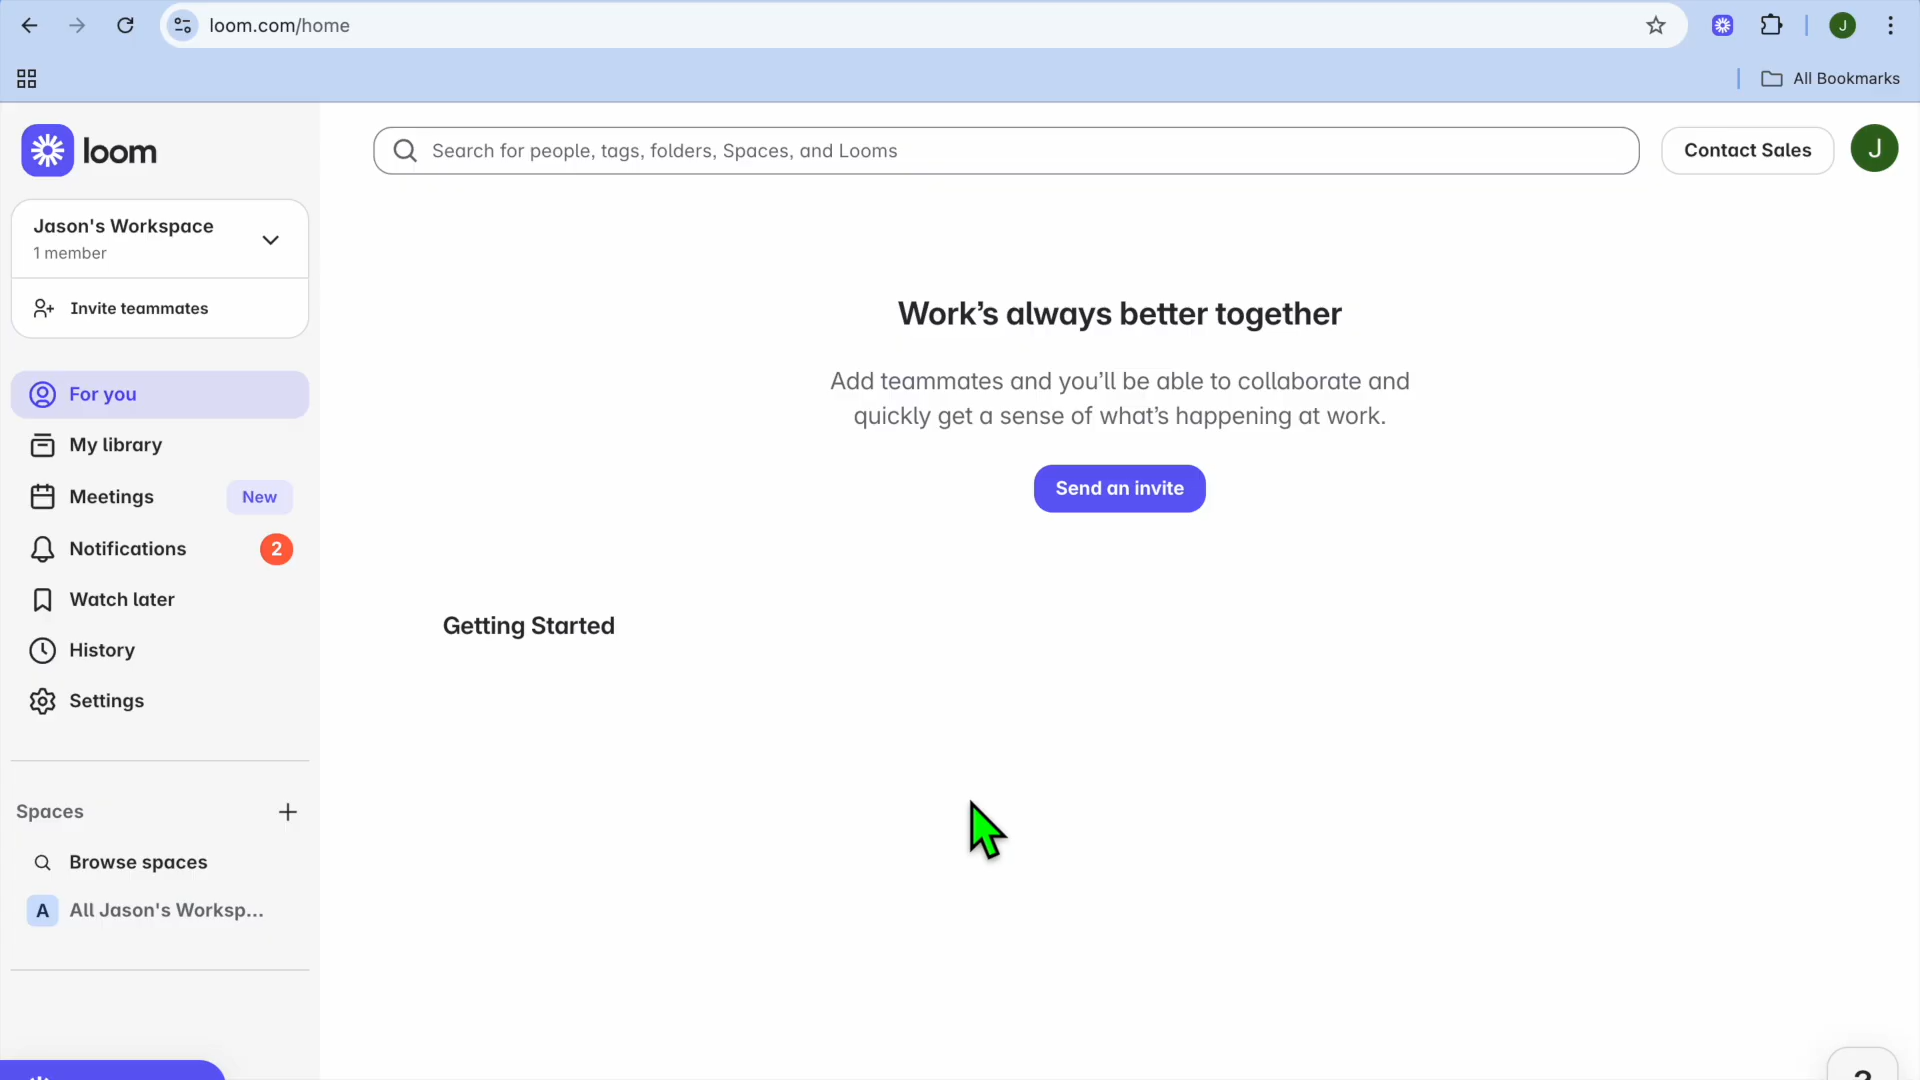 loom.com/home
J
All Bookmarks
loom
Search for people, tags, folders, Spaces, and Looms
Contact Sales
J
Jason's Workspace
1 member
Invite teammates
For you
My library
Meetings
New
Notifications
2
Watch later
History
Settings
Spaces
Browse spaces
A
All Jason's Worksp...
Work’s always better together
Add teammates and you’ll be able to collaborate and
quickly get a sense of what’s happening at work.
Send an invite
Getting Started
?